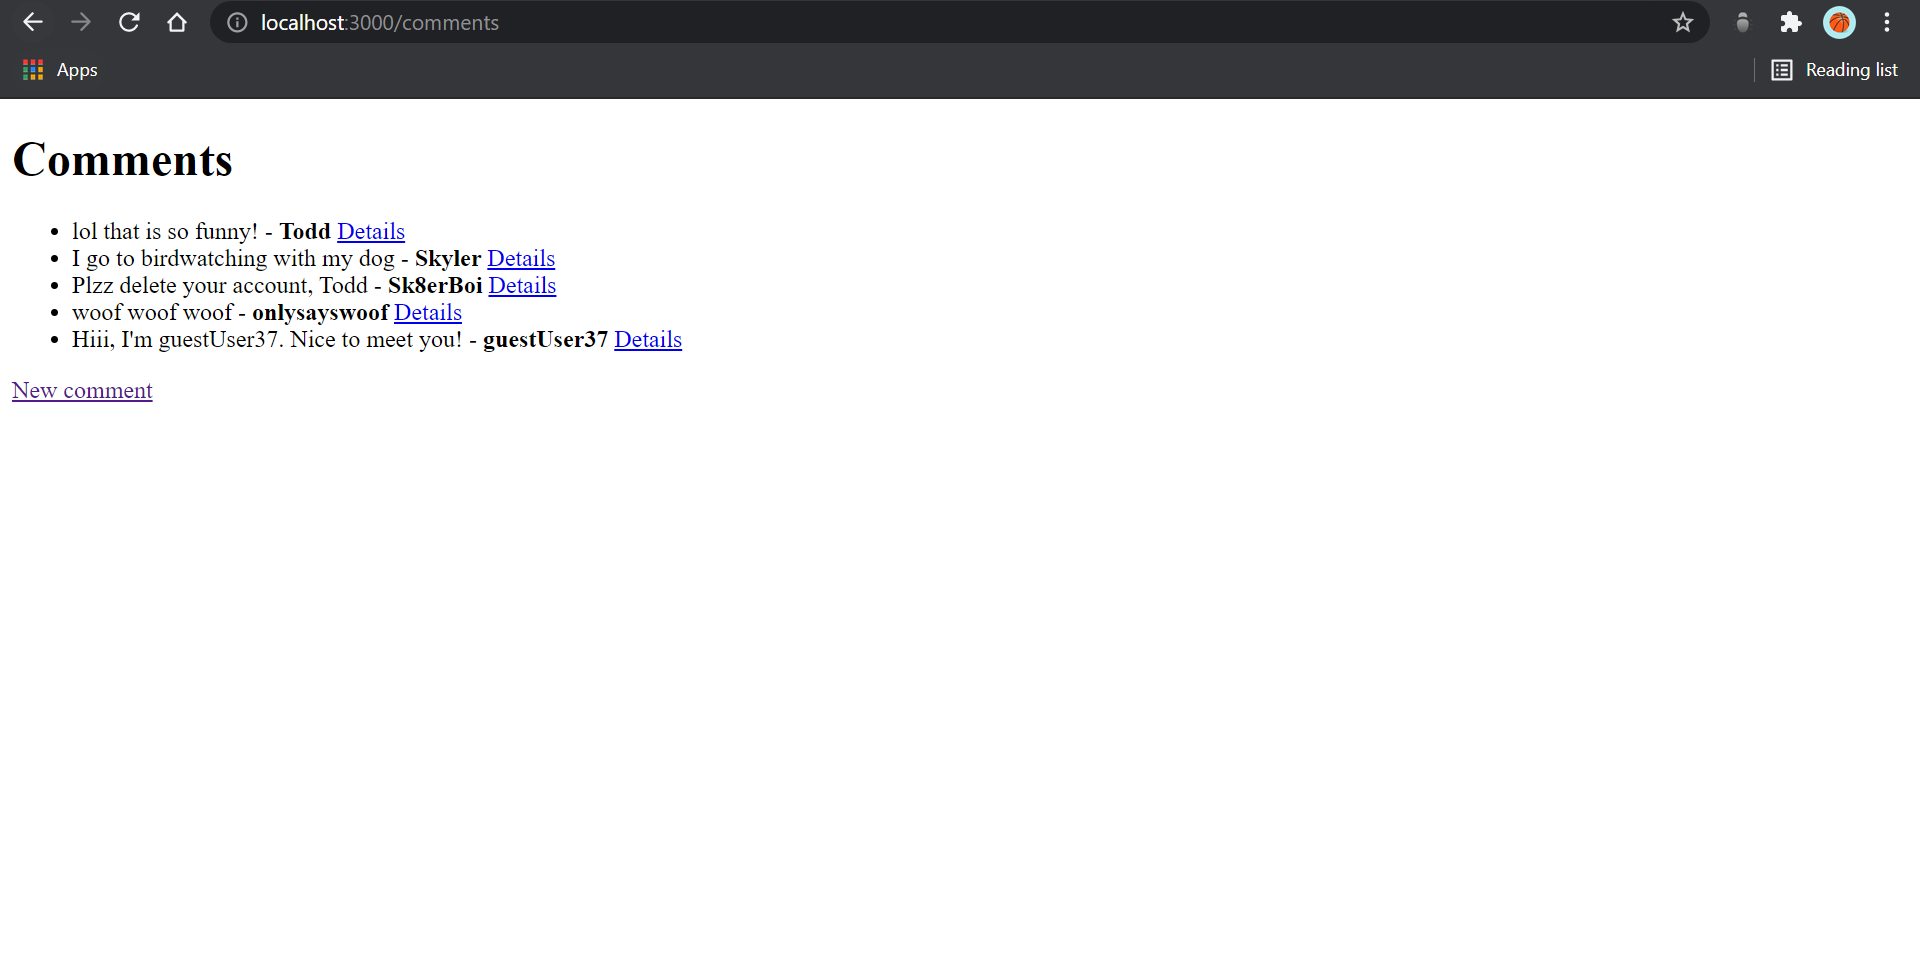 localhost:3000/comments
Apps
Reading list
Comments
lol that is so funny! - Todd Details
I go to birdwatching with my dog - Skyler Details
Plzz delete your account, Todd - Sk8erBoi Details
woof woof woof - onlysayswoof Details
Hiii, I'm guestUser37. Nice to meet you! - guestUser37 Details
New comment